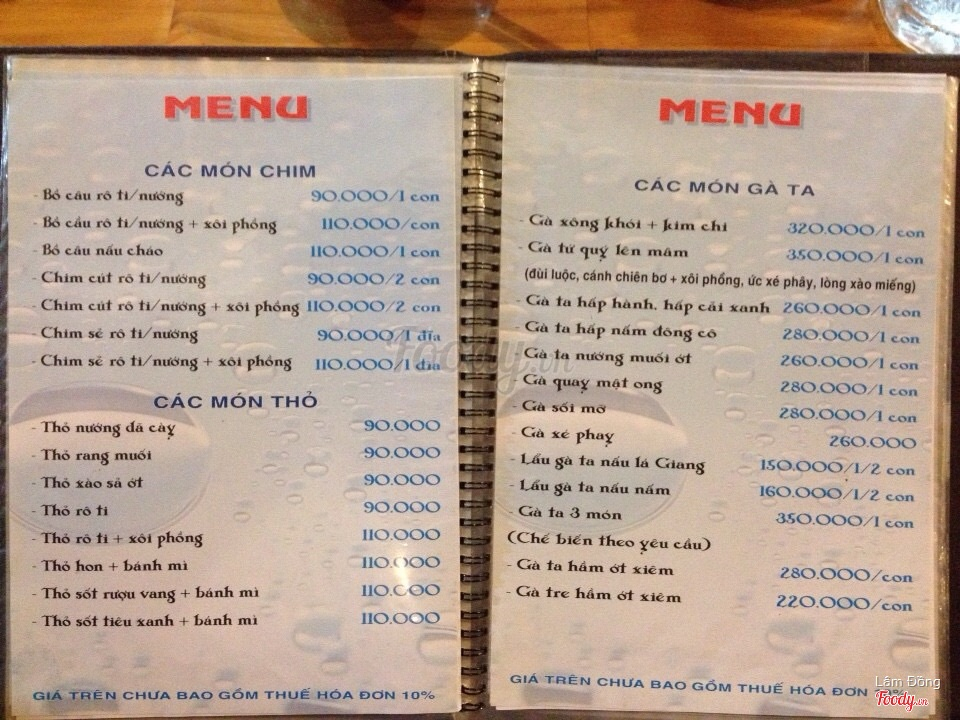 MENU
CÁC MÓN CHIM
- Bồ câu rô ti/nướng 90.000/1 con
- Bồ cầu rô ti/nướng + xôi phồng 110.000/con
- Bồ câu nấu cháo 110.000/1 con
- Chim cút rô ti/nướng 90.000/2 con
- Chim cút rô ti/nướng + xôi phồng 110.000/2 con
- Chim sẻ rô ti/nướng 90.000/1 đĩa
- Chim sẻ rô ti/nướng + xôi phồng 110.000/1 đĩa
CÁC MÓN THỎ
- Thỏ nướng đá cây 90.000
- Thỏ rang muối 90.000
- Thỏ xào sả ớt 90.000
- Thỏ rô ti 90.000
- Thỏ rô ti + xôi phồng 110.000
- Thỏ hon + bánh mì 110.000
- Thỏ sốt rượu vang + bánh mì 110.000
- Thỏ sốt tiêu xanh + bánh mì 110.000
GIÁ TRÊN CHƯA BAO GỒM THUẾ HÓA ĐƠN 10%
MENU
CÁC MÓN GÀ TA
- Gà xông khói + kim chi 320.000/1 con
- Gà tứ quý lên mâm 350.000/1 con
(đùi luộc, cánh chiên bơ + xôi phồng, ức xé phây, lòng xào miếng)
- Gà ta hấp hành, hấp cải xanh 260.000/1 con
- Gà ta hấp nấm đông cô 280.000/1 con
- Gà ta nướng muối ớt 260.000/1 con
- Gà quay mật ong 280.000/1 con
- Gà sối mỡ 280.000/1 con
- Gà xé phay 260.000
- Lẩu gà ta nấu lá Giang 150.000/1/2 con
- Lẩu gà ta nấu nấm 160.000/1/2 con
- Gà ta 3 món 350.000/1 con
(Chế biến theo yêu cầu)
- Gà ta hầm ớt xiêm 280.000/con
- Gà tre hầm ớt xiêm 220.000/con
GIÁ TRÊN CHƯA BAO GỒM THUẾ HÓA ĐƠN 10%
Foody.vn
Lâm Đồng
Foody.vn